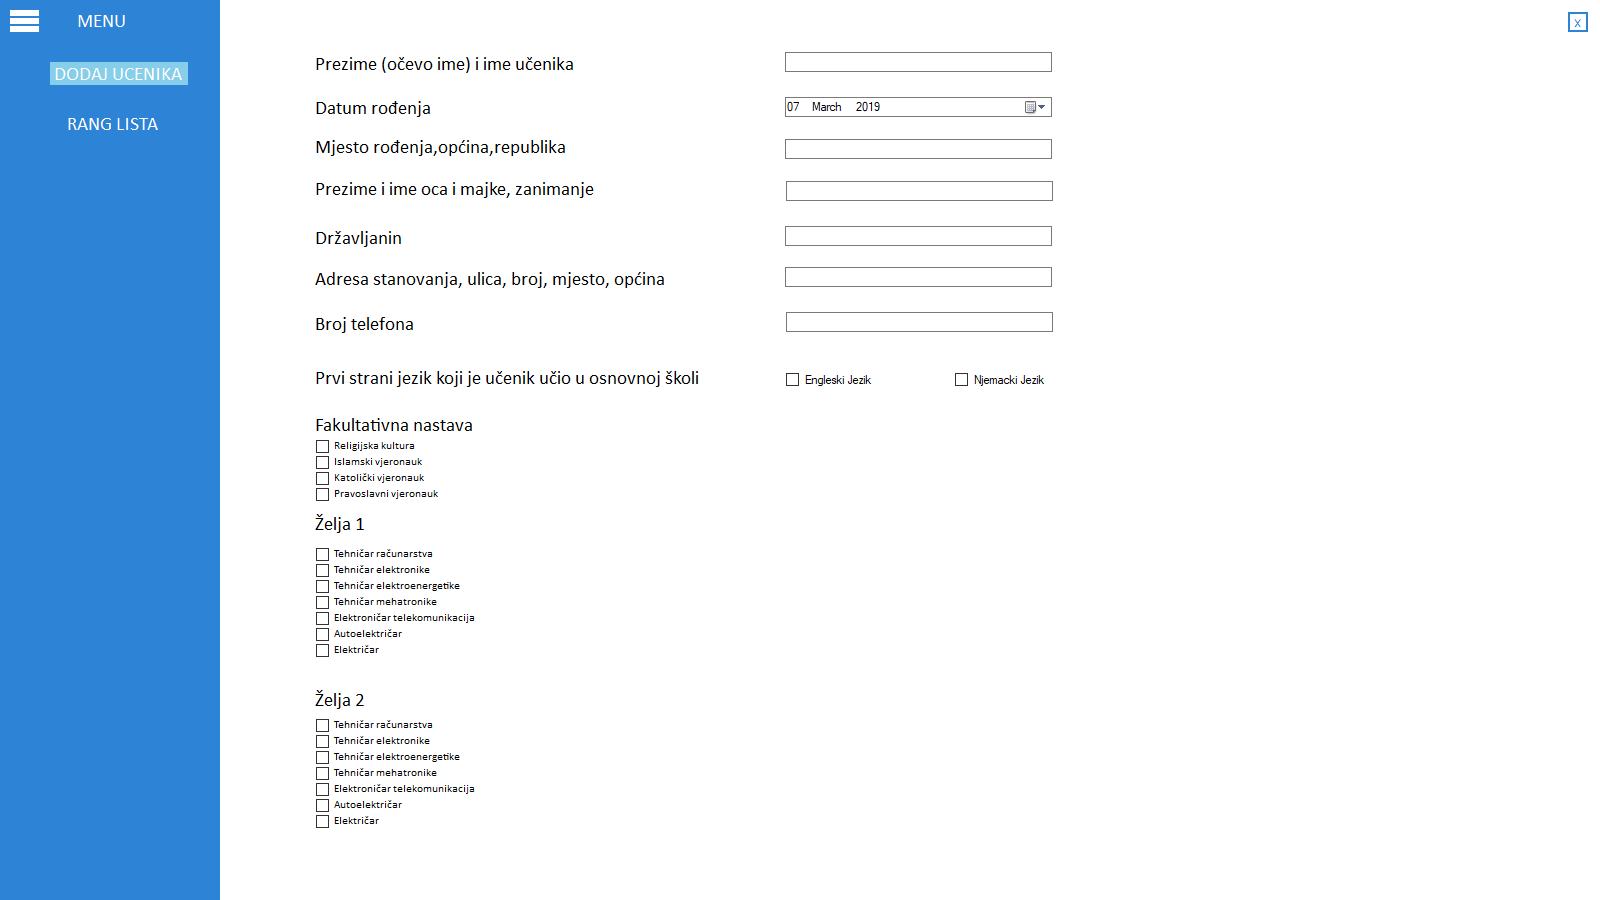 MENU
x
DODAJ UCENIKA
RANG LISTA
Prezime (očevo ime) i ime učenika
Datum rođenja
07 March 2019
Mjesto rođenja,općina,republika
Prezime i ime oca i majke, zanimanje
Državljanin
Adresa stanovanja, ulica, broj, mjesto, općina
Broj telefona
Prvi strani jezik koji je učenik učio u osnovnoj školi
Engleski Jezik
Njemacki Jezik
Fakultativna nastava
Religijska kultura
Islamski vjeronauk
Katolički vjeronauk
Pravoslavni vjeronauk
Želja 1
Tehničar računarstva
Tehničar elektronike
Tehničar elektroenergetike
Tehničar mehatronike
Elektroničar telekomunikacija
Autoelektričar
Električar
Želja 2
Tehničar računarstva
Tehničar elektronike
Tehničar elektroenergetike
Tehničar mehatronike
Elektroničar telekomunikacija
Autoelektričar
Električar